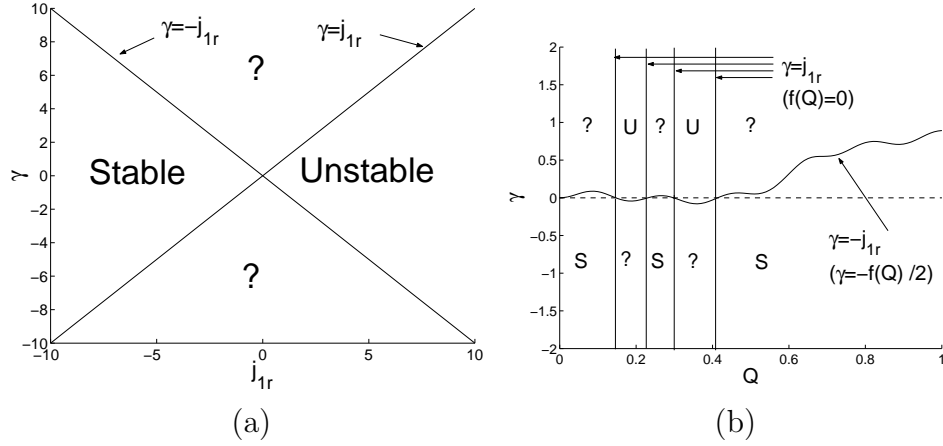 10
8
6
4
2
0
−2
−4
−6
−8
−10
γ
γ=−j1r
γ=j1r
?
Stable
Unstable
?
−10
−5
0
5
10
j1r
(a)
2
1.5
1
0.5
0
−0.5
−1
−1.5
−2
γ
γ=j1r
(f(Q)=0)
?
U
?
U
?
S
?
S
?
S
γ=−j1r
(γ=−f(Q) /2)
0
0.2
0.4
0.6
0.8
1
Q
(b)